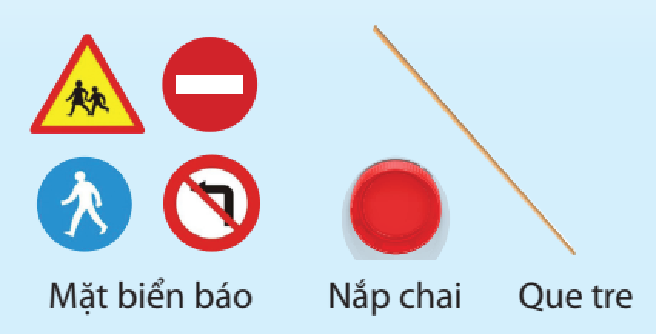 Mặt biển báo Nắp chai Que tre